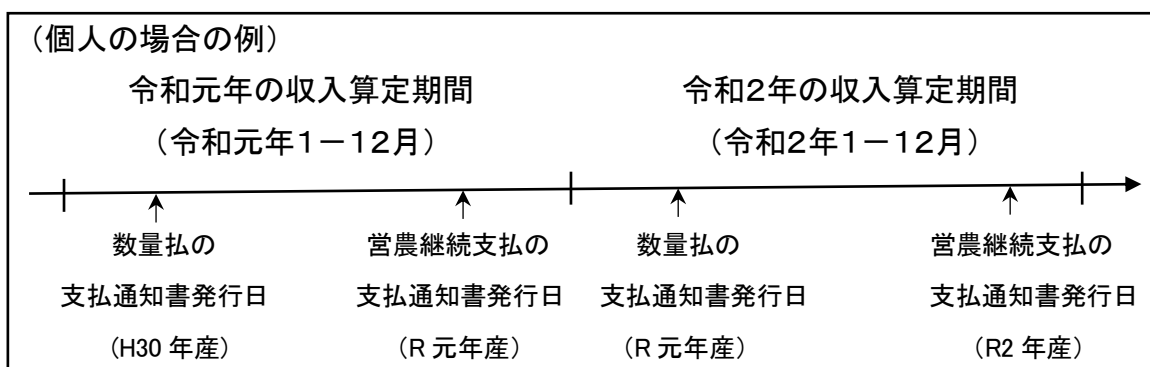 （個人の場合の例）
令和元年の収入算定期間 令和2年の収入算定期間
（令和元年1－12月） （令和2年1－12月）
数量払の 営農継続支払の 数量払の 営農継続支払の
支払通知書発行日 支払通知書発行日 支払通知書発行日 支払通知書発行日
（H30 年産） （R 元年産） （R 元年産） （R2 年産）